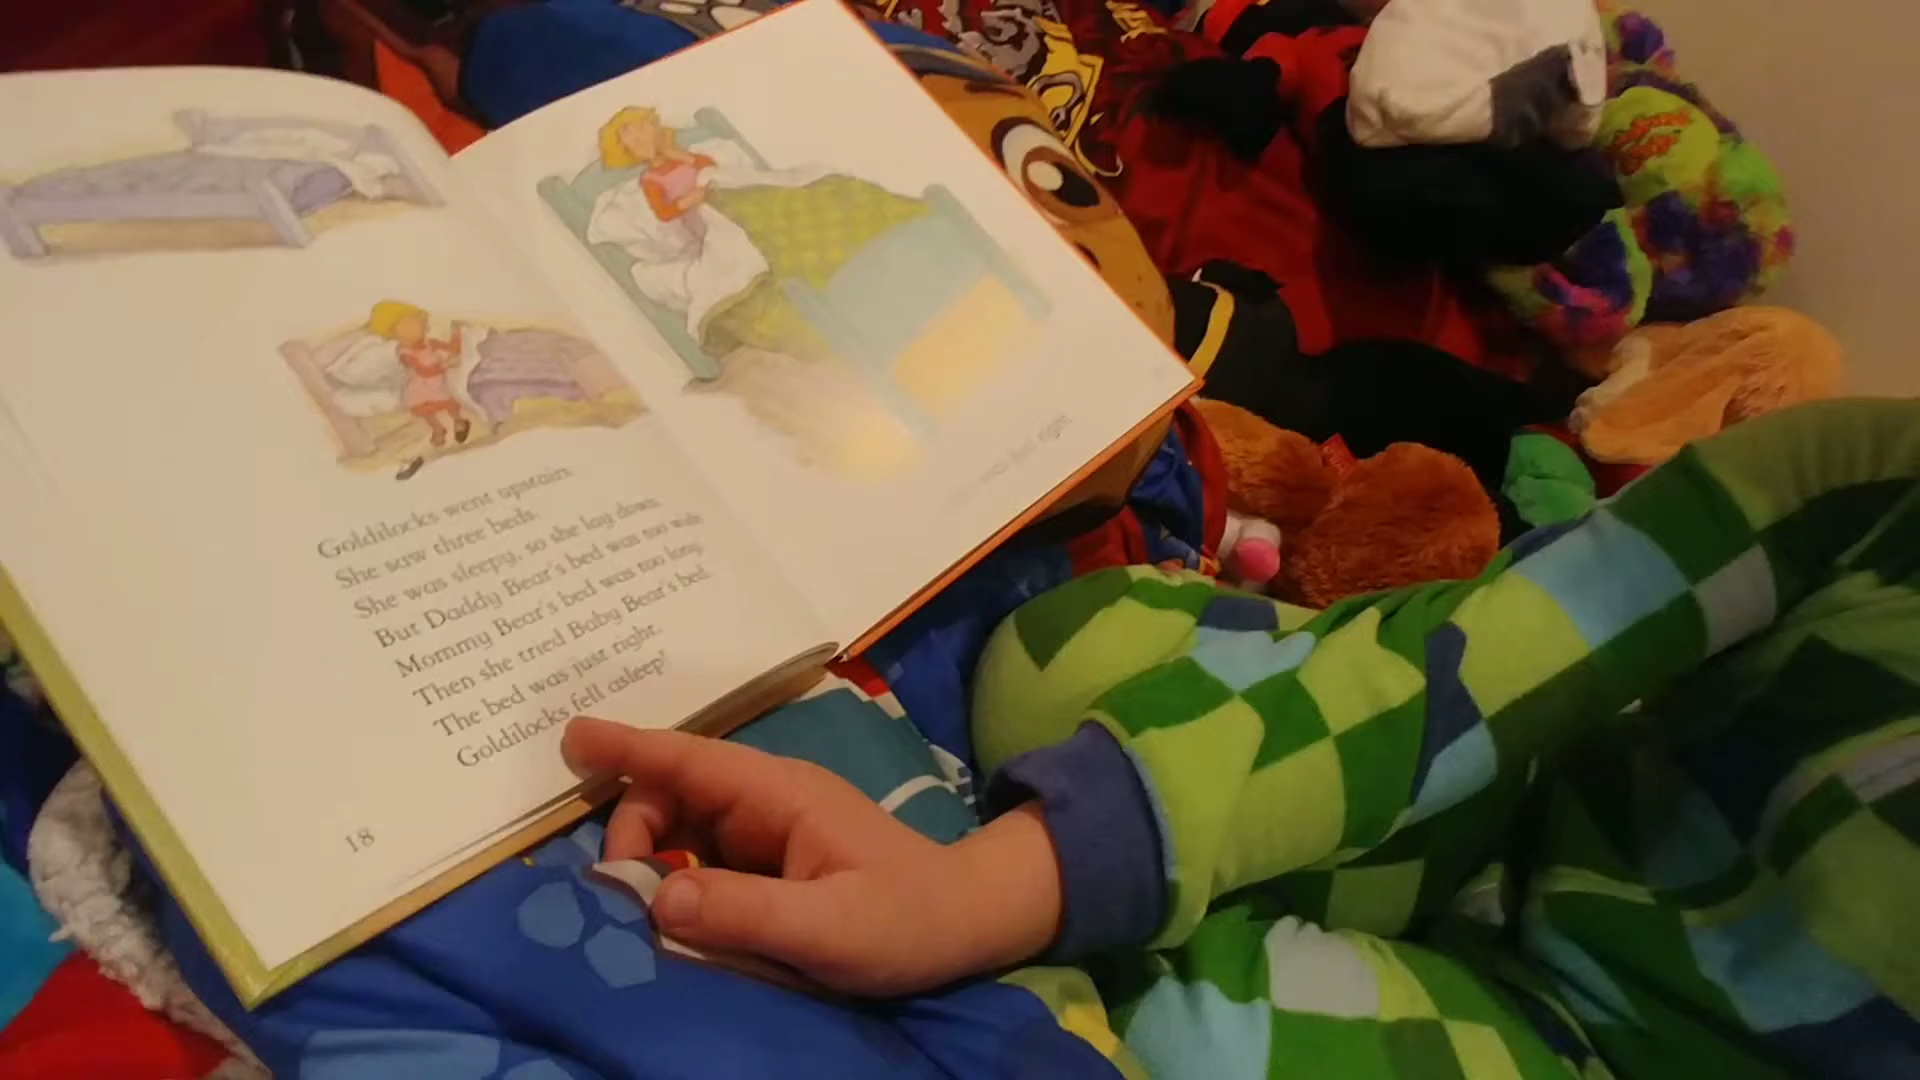 Goldilocks went upstairs.
She saw three beds.
She was sleepy, so she lay down.
But Daddy Bear's bed was too wide.
Mommy Bear's bed was too long.
Then she tried Baby Bear's bed.
The bed was just right.
Goldilocks fell asleep!
18
just right